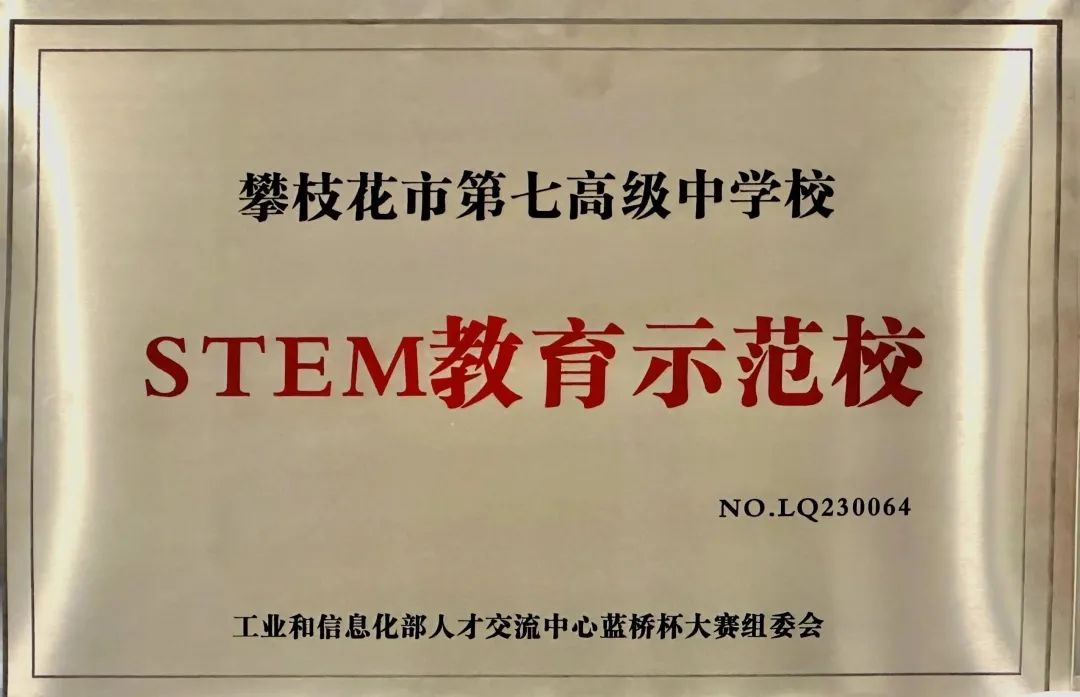 攀枝花市第七高级中学校
STEM教育示范校
NO.LQ230064
工业和信息化部人才交流中心蓝桥杯大赛组委会